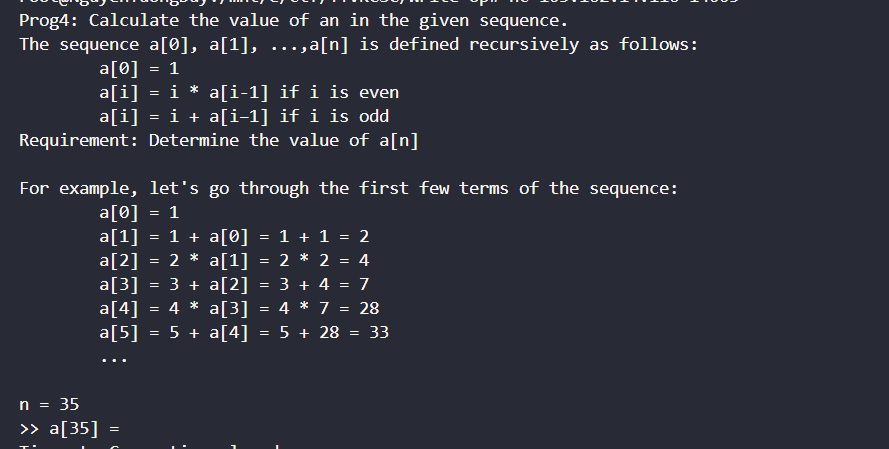 Prog4: Calculate the value of an in the given sequence.
The sequence a[0], a[1], ...,a[n] is defined recursively as follows:
a[0] = 1
a[i] = i * a[i-1] if i is even
a[i] = i + a[i–1] if i is odd
Requirement: Determine the value of a[n]
For example, let's go through the first few terms of the sequence:
a[0] = 1
a[1] = 1 + a[0] = 1 + 1 = 2
a[2] = 2 * a[1] = 2 * 2 = 4
a[3] = 3 + a[2] = 3 + 4 = 7
a[4] = 4 * a[3] = 4 * 7 = 28
a[5] = 5 + a[4] = 5 + 28 = 33
...
n = 35
>> a[35] =